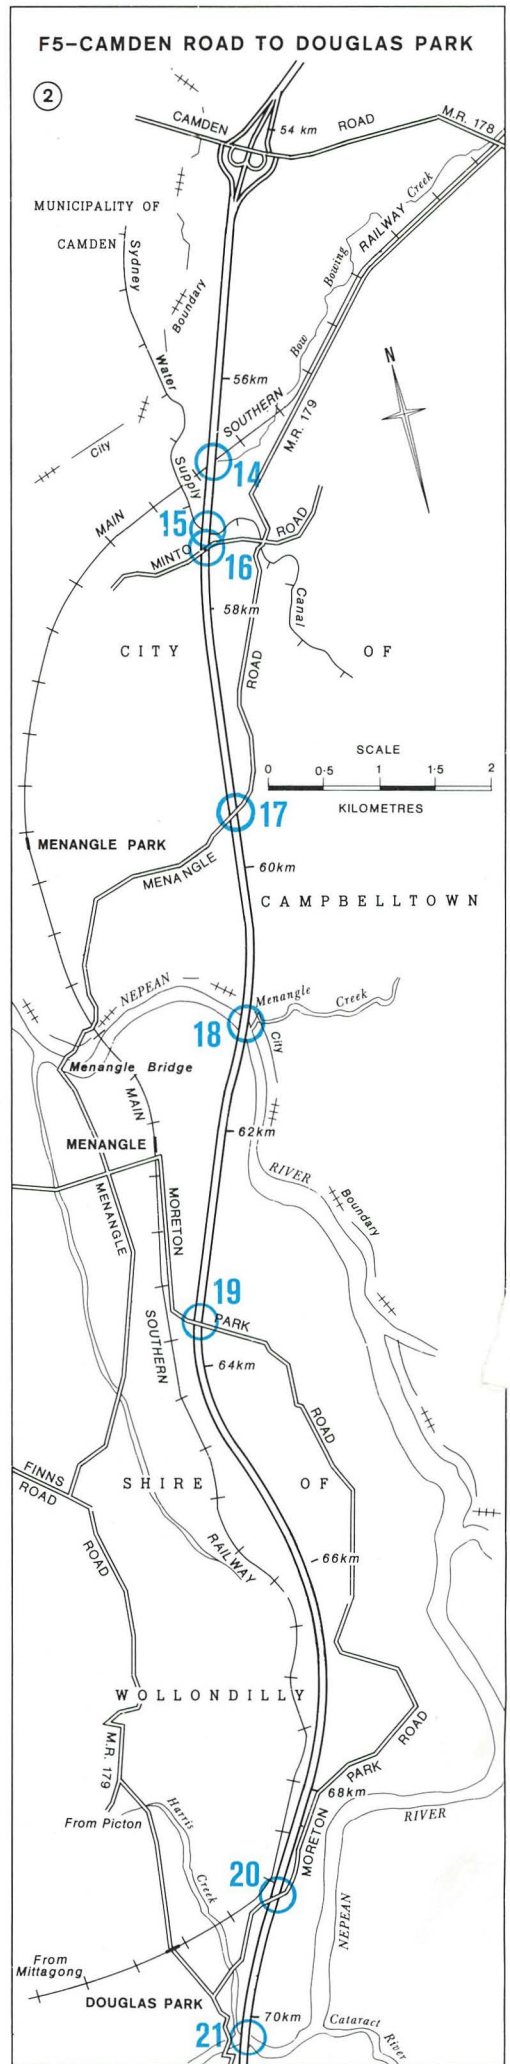 F5-CAMDEN ROAD TO DOUGLAS PARK
2
CAMDEN
ROAD
54 km
M.R. 178
MUNICIPALITY OF
CAMDEN
Sydney
Water
Supply
Boundary
RAILWAY
Creek
Bowing
Bow
56km
SOUTHERN
M.R. 179
N
City
14
MAIN
15
MINTO
ROAD
16
58km
Canal
CITY
OF
ROAD
SCALE
0 0·5 1 1·5 2
KILOMETRES
17
MENANGLE PARK
MENANGLE
60km
CAMPBELLTOWN
NEPEAN
Menangle Creek
18
City
Menangle Bridge
MAIN
62km
MENANGLE
RIVER
Boundary
MENANGLE
MORETON
19
PARK
SOUTHERN
64km
ROAD
FINNS
ROAD
SHIRE
OF
ROAD
RAILWAY
66km
WOLLONDILLY
M.R. 179
ROAD
PARK
68km
From Picton
Harris
Creek
RIVER
MORETON
20
NEPEAN
From
Mittagong
DOUGLAS PARK
70km
21
Cataract
River